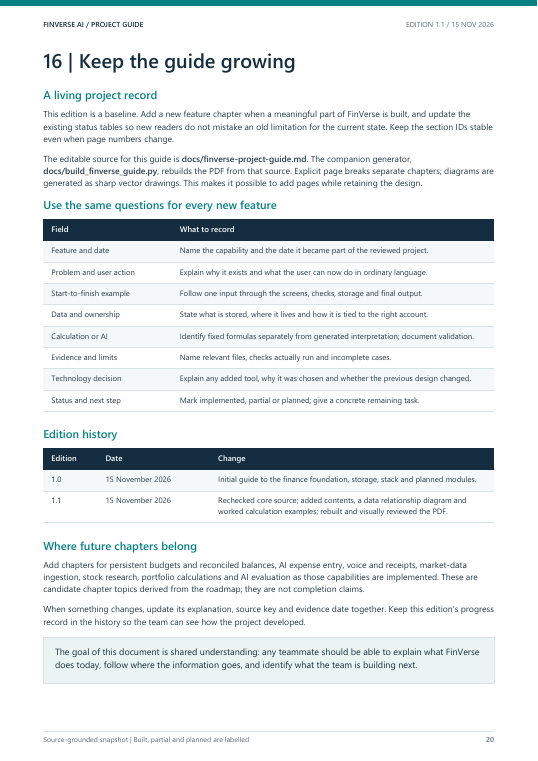 FINVERSE AI / PROJECT GUIDE
EDITION 1.1 / 15 NOV 2026
16 | Keep the guide growing
A living project record
This edition is a baseline. Add a new feature chapter when a meaningful part of FinVerse is built, and update the
existing status tables so new readers do not mistake an old limitation for the current state. Keep the section IDs stable
even when page numbers change.
The editable source for this guide is docs/finverse-project-guide.md. The companion generator,
docs/build_finverse_guide.py, rebuilds the PDF from that source. Explicit page breaks separate chapters; diagrams are
generated as sharp vector drawings. This makes it possible to add pages while retaining the design.
Use the same questions for every new feature
Field What to record
Feature and date Name the capability and the date it became part of the reviewed project.
Problem and user action Explain why it exists and what the user can now do in ordinary language.
Start-to-finish example Follow one input through the screens, checks, storage and final output.
Data and ownership State what is stored, where it lives and how it is tied to the right account.
Calculation or AI Identify fixed formulas separately from generated interpretation; document validation.
Evidence and limits Name relevant files, checks actually run and incomplete cases.
Technology decision Explain any added tool, why it was chosen and whether the previous design changed.
Status and next step Mark implemented, partial or planned; give a concrete remaining task.
Edition history
Edition Date Change
1.0 15 November 2026 Initial guide to the finance foundation, storage, stack and planned modules.
1.1 15 November 2026 Rechecked core source; added contents, a data relationship diagram and
worked calculation examples; rebuilt and visually reviewed the PDF.
Where future chapters belong
Add chapters for persistent budgets and reconciled balances, AI expense entry, voice and receipts, market-data
ingestion, stock research, portfolio calculations and AI evaluation as those capabilities are implemented. These are
candidate chapter topics derived from the roadmap; they are not completion claims.
When something changes, update its explanation, source key and evidence date together. Keep this edition's progress
record in the history so the team can see how the project developed.
The goal of this document is shared understanding: any teammate should be able to explain what FinVerse
does today, follow where the information goes, and identify what the team is building next.
Source-grounded snapshot | Built, partial and planned are labelled
20